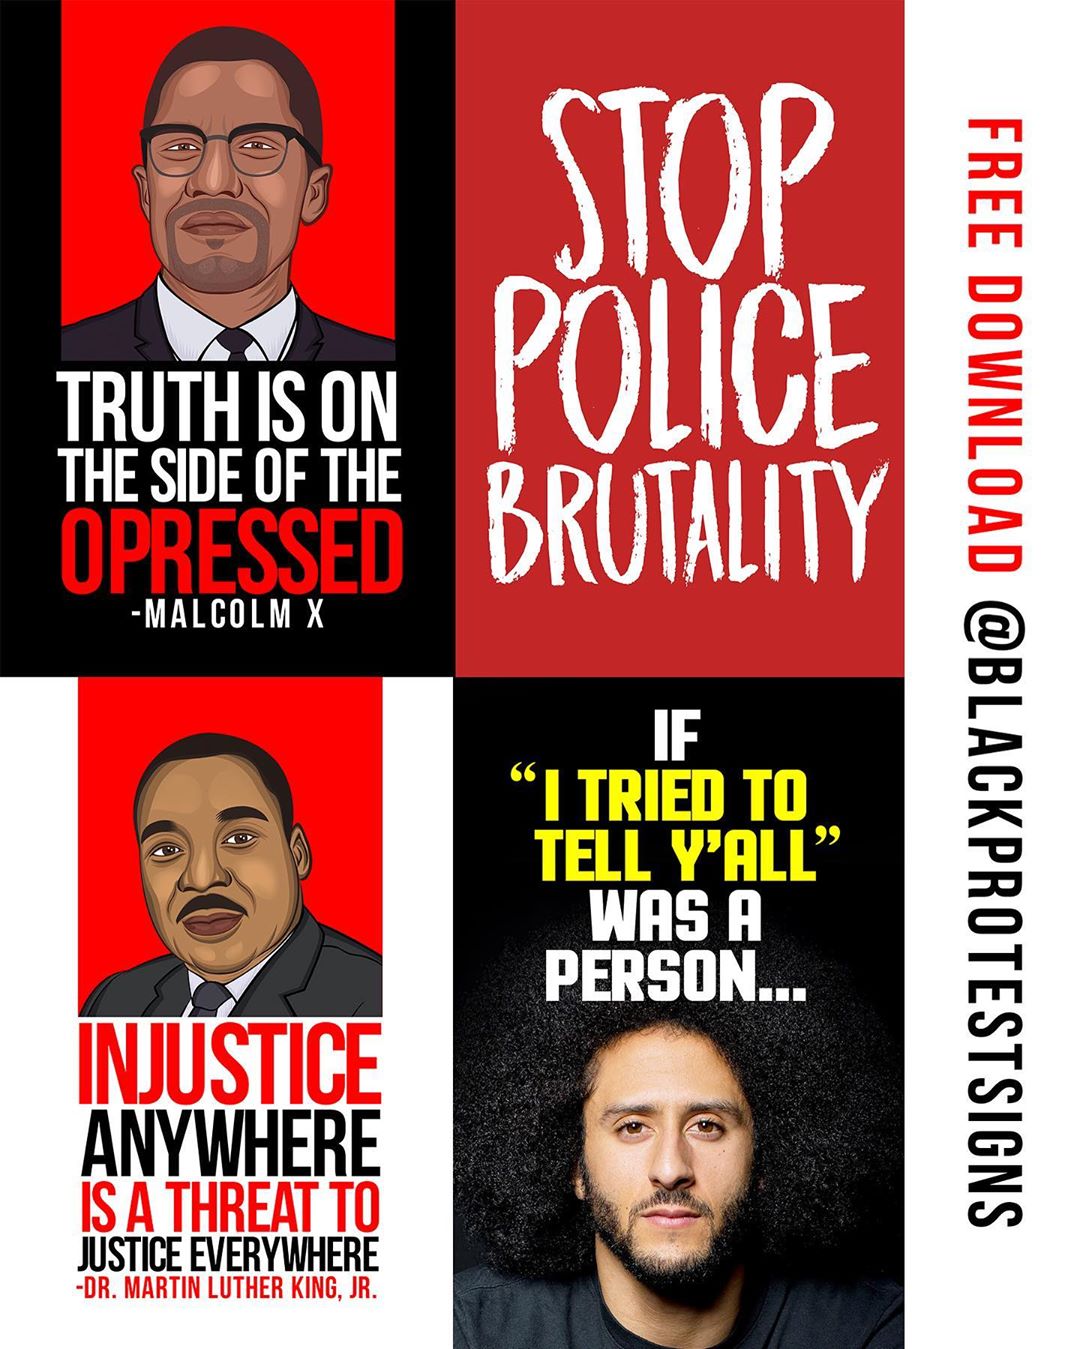 TRUTH IS ON
THE SIDE OF THE
OPRESSED
-MALCOLM X
STOP
POLICE
BRUTALITY
INJUSTICE
ANYWHERE
IS A THREAT TO
JUSTICE EVERYWHERE
-DR. MARTIN LUTHER KING, JR.
IF
“I TRIED TO
TELL Y’ALL”
WAS A
PERSON...
FREE DOWNLOAD @BLACKPROTESTSIGNS